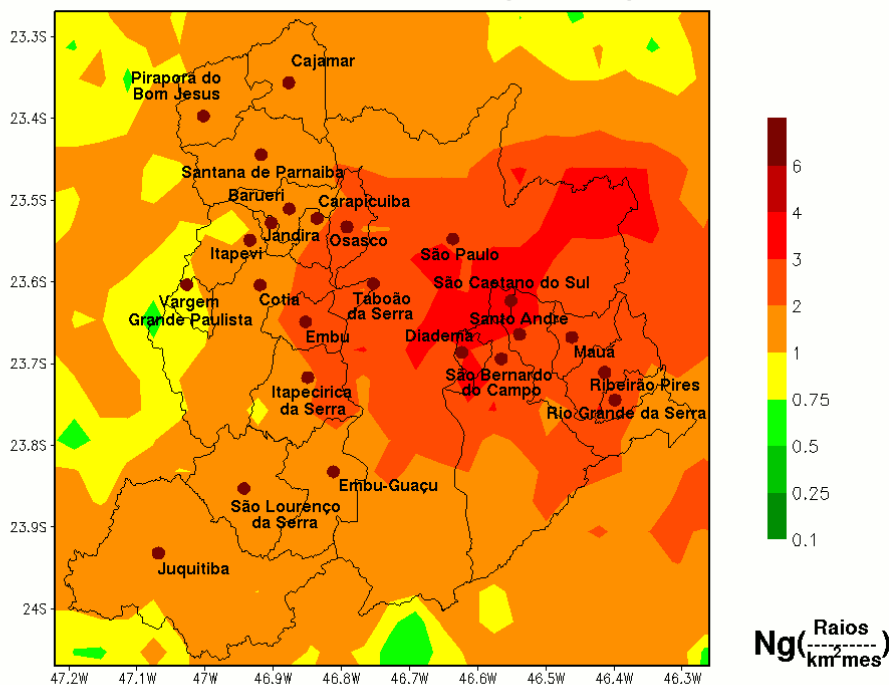 23.3S
Cajamar
Pirapora do
Bom Jesus
23.4S
Santana de Parnaiba
23.5S
Barueri
Carapicuiba
Jandira
Osasco
Itapevi
São Paulo
23.6S
São Caetano do Sul
Vargem
Grande Paulista
Cotia
Taboão
da Serra
Santo Andre
Embu
Diadema
Mauá
23.7S
São Bernardo
do Campo
Ribeirão Pires
Itapecirica
da Serra
Rio Grande da Serra
23.8S
Embu-Guaçu
São Lourenço
da Serra
23.9S
Juquitiba
24S
47.2W
47.1W
47W
46.9W
46.8W
46.7W
46.6W
46.5W
46.4W
46.3W
6
4
3
2
1
0.75
0.5
0.25
0.1
Ng(Raios
km²mes)